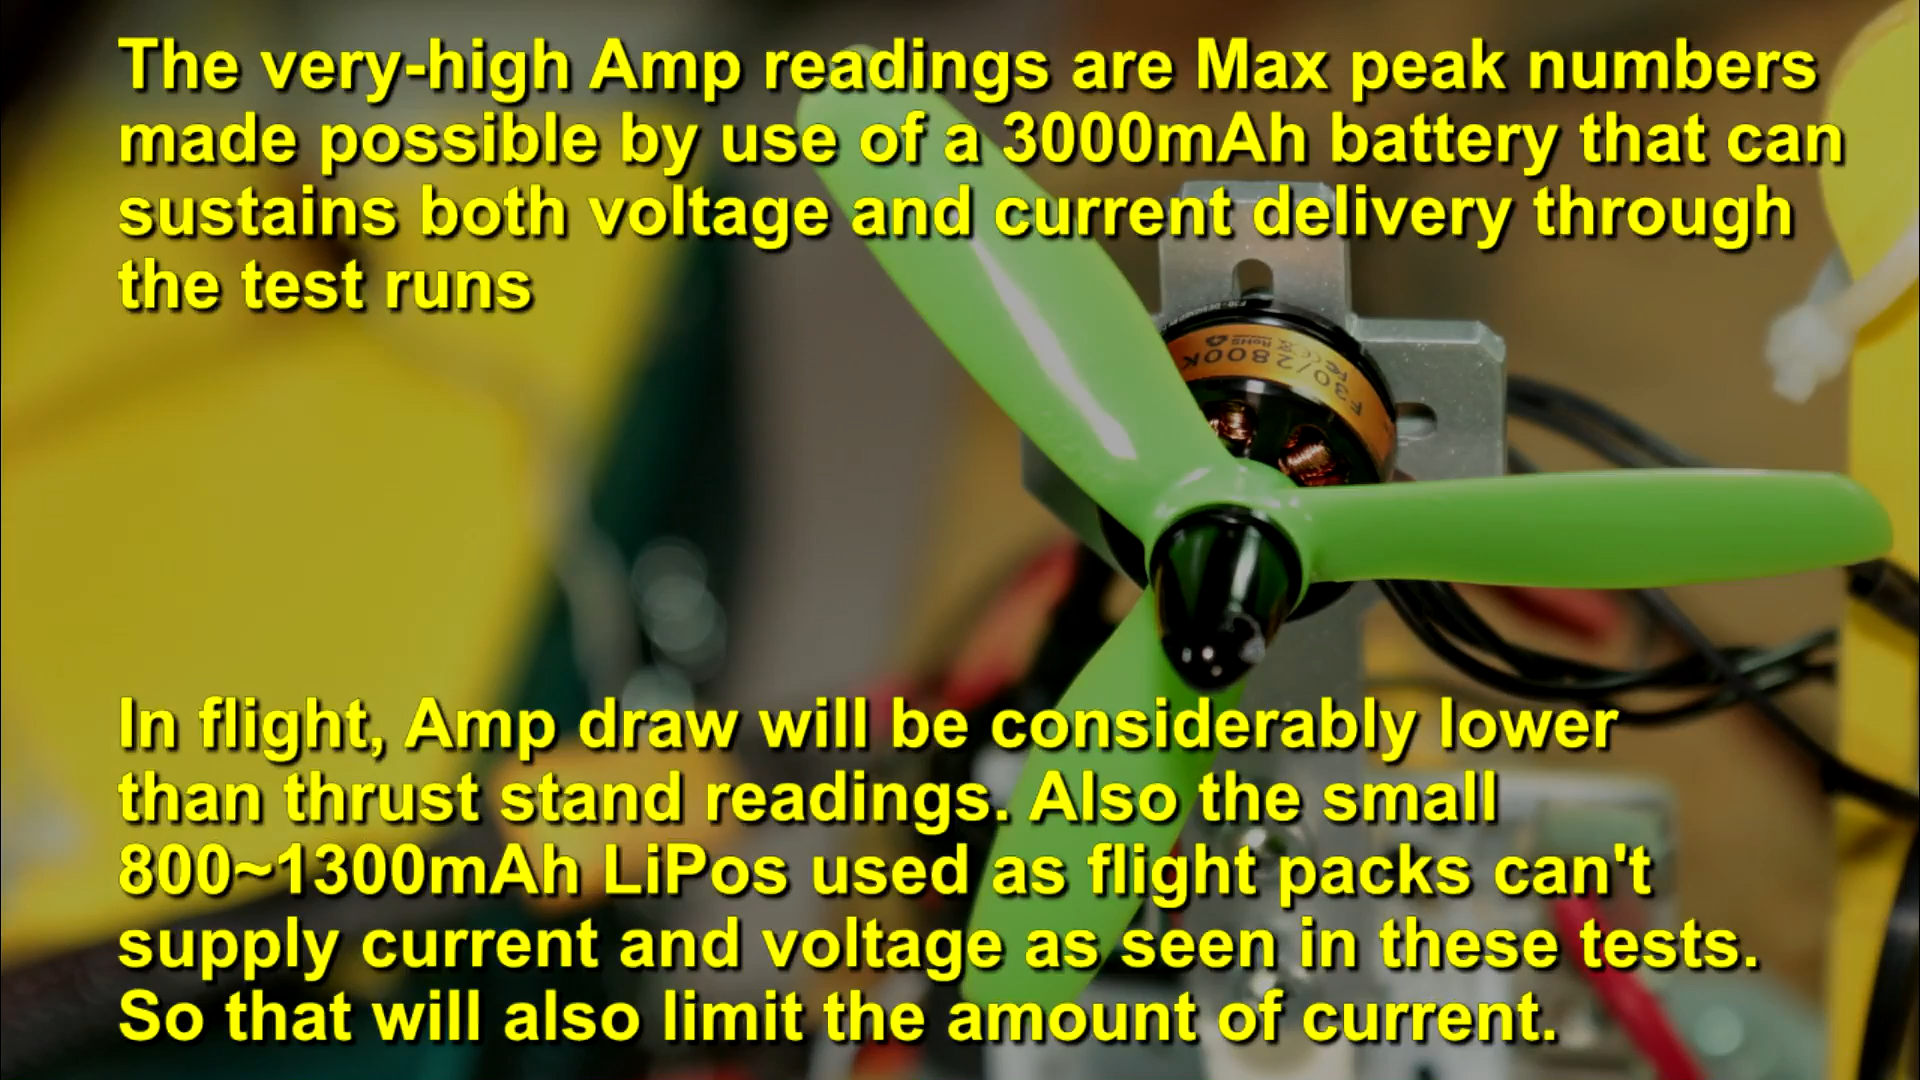 The very-high Amp readings are Max peak numbers
made possible by use of a 3000mAh battery that can
sustains both voltage and current delivery through
the test runs
F30/2800K
RoHS
In flight, Amp draw will be considerably lower
than thrust stand readings. Also the small
800~1300mAh LiPos used as flight packs can't
supply current and voltage as seen in these tests.
So that will also limit the amount of current.